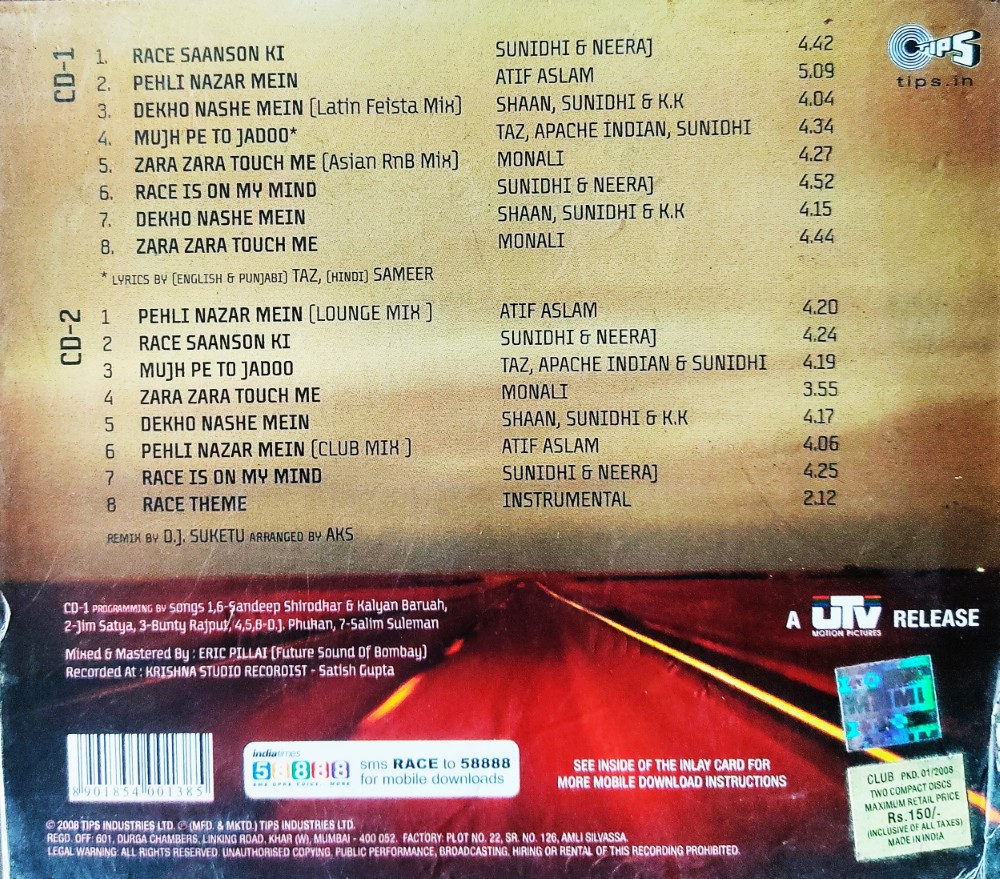 CD-1
1. RACE SAANSON KI SUNIDHI & NEERAJ 4.42
2. PEHLI NAZAR MEIN ATIF ASLAM 5.09
3. DEKHO NASHE MEIN (Latin Feista Mix) SHAAN, SUNIDHI & K.K 4.04
4. MUJH PE TO JADOO* TAZ, APACHE INDIAN, SUNIDHI 4.34
5. ZARA ZARA TOUCH ME (Asian RnB Mix) MONALI 4.27
6. RACE IS ON MY MIND SUNIDHI & NEERAJ 4.52
7. DEKHO NASHE MEIN SHAAN, SUNIDHI & K.K 4.15
8. ZARA ZARA TOUCH ME MONALI 4.44
* LYRICS BY (ENGLISH & PUNJABI) TAZ, (HINDI) SAMEER
TIPS
tips.in
CD-2
1 PEHLI NAZAR MEIN (LOUNGE MIX ) ATIF ASLAM 4.20
2 RACE SAANSON KI SUNIDHI & NEERAJ 4.24
3 MUJH PE TO JADOO TAZ, APACHE INDIAN & SUNIDHI 4.19
4 ZARA ZARA TOUCH ME MONALI 3.55
5 DEKHO NASHE MEIN SHAAN, SUNIDHI & K.K 4.17
6 PEHLI NAZAR MEIN (CLUB MIX ) ATIF ASLAM 4.06
7 RACE IS ON MY MIND SUNIDHI & NEERAJ 4.25
8 RACE THEME INSTRUMENTAL 2.12
REMIX BY D.J. SUKETU ARRANGED BY AKS
CD-1 PROGRAMMING BY songs 1,6-Sandeep Shirodkar & Kalyan Baruah,
2-Jim Satya, 3-Bunty Rajput, 4,5,8-D.J. Phukan, 7-Salim Suleman
Mixed & Mastered By : ERIC PILLAI (Future Sound Of Bombay)
Recorded At : KRISHNA STUDIO RECORDIST - Satish Gupta
A UTV RELEASE
MOTION PICTURES
8 901854 001385
indiatimes
58888
sms RACE to 58888
for mobile downloads
SEE INSIDE OF THE INLAY CARD FOR
MORE MOBILE DOWNLOAD INSTRUCTIONS
CLUB PKD. 01/2008
TWO COMPACT DISCS
MAXIMUM RETAIL PRICE
Rs.150/-
(INCLUSIVE OF ALL TAXES)
MADE IN INDIA
© 2008 TIPS INDUSTRIES LTD. ℗ (MFD. & MKTD.) TIPS INDUSTRIES LTD.
REGD. OFF: 601, DURGA CHAMBERS, LINKING ROAD, KHAR (W), MUMBAI - 400 052. FACTORY: PLOT NO. 22, SR. NO. 126, AMLI SILVASSA.
LEGAL WARNING: ALL RIGHTS RESERVED. UNAUTHORISED COPYING, PUBLIC PERFORMANCE, BROADCASTING, HIRING OR RENTAL OF THIS RECORDING PROHIBITED.